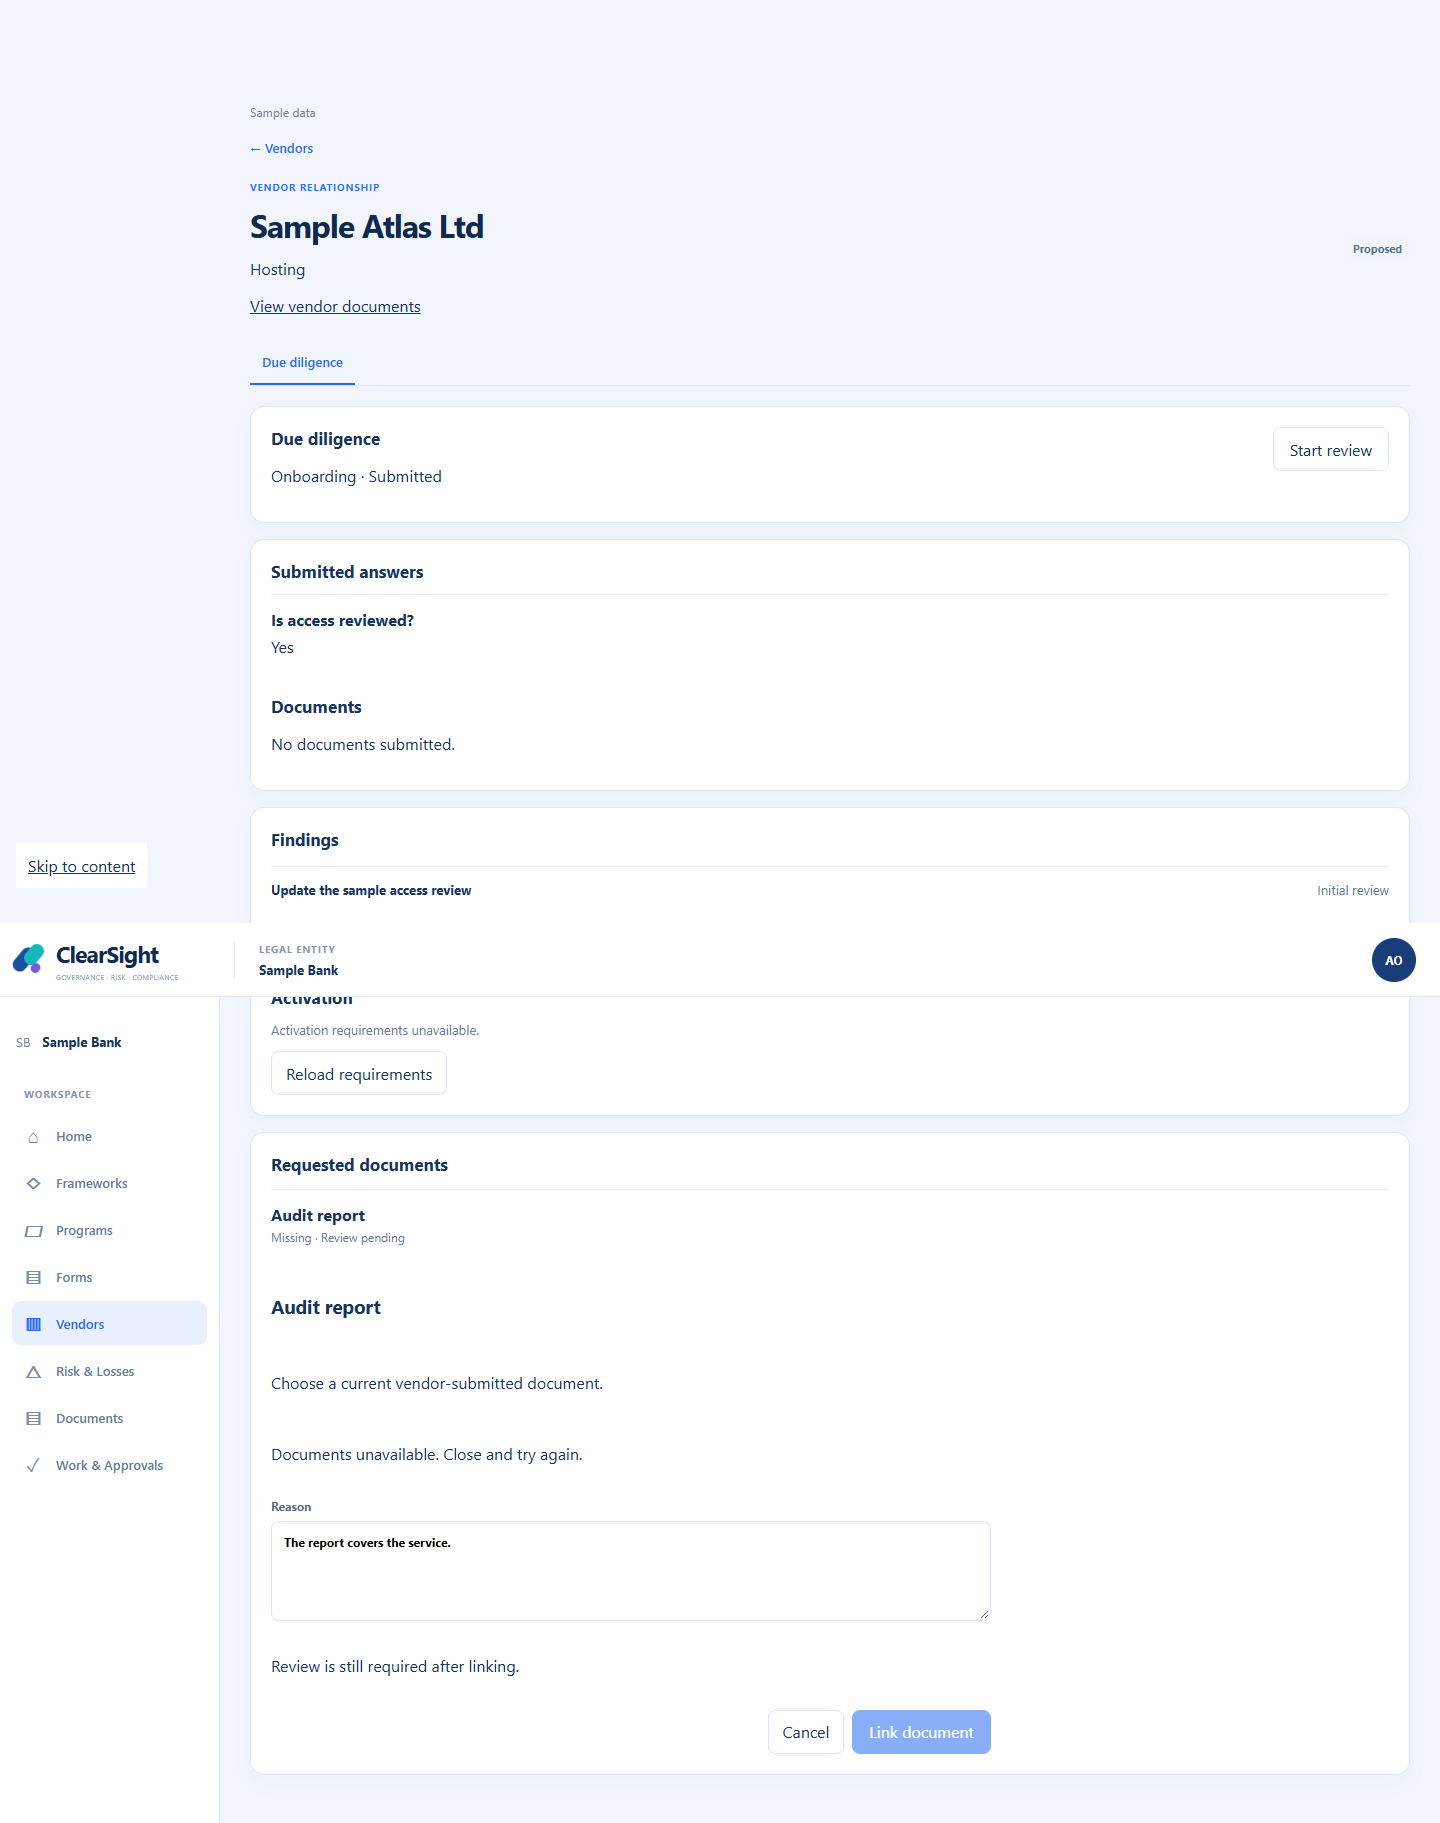 Sample data
← Vendors
VENDOR RELATIONSHIP
Sample Atlas Ltd
Proposed
Hosting
View vendor documents
Due diligence
Due diligence
Start review
Onboarding · Submitted
Submitted answers
Is access reviewed?
Yes
Documents
No documents submitted.
Findings
Skip to content
Update the sample access review
Initial review
ClearSight
GOVERNANCE · RISK · COMPLIANCE
LEGAL ENTITY
Sample Bank
AO
Activation
Activation requirements unavailable.
Reload requirements
SB Sample Bank
WORKSPACE
Home
Frameworks
Programs
Forms
Vendors
Risk & Losses
Documents
Work & Approvals
Requested documents
Audit report
Missing · Review pending
Audit report
Choose a current vendor-submitted document.
Documents unavailable. Close and try again.
Reason
The report covers the service.
Review is still required after linking.
Cancel
Link document